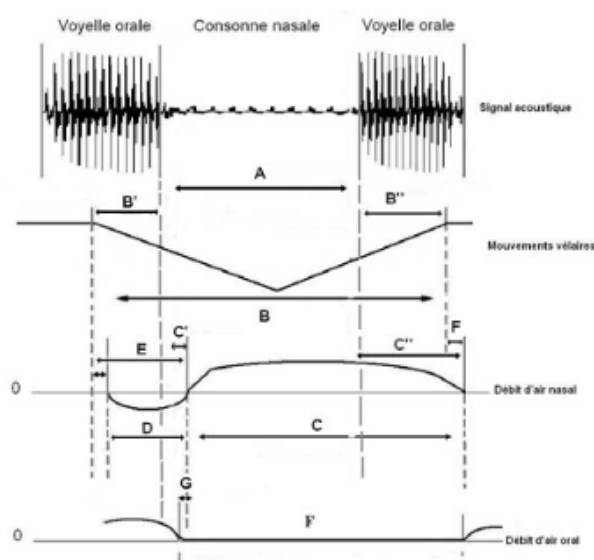 Voyelle orale Consonne nasale Voyelle orale
Signal acoustique
A
B' B''
Mouvements vélaires
B
C' F
E C''
0 Débit d'air nasal
D C
G
F
0 Débit d'air oral